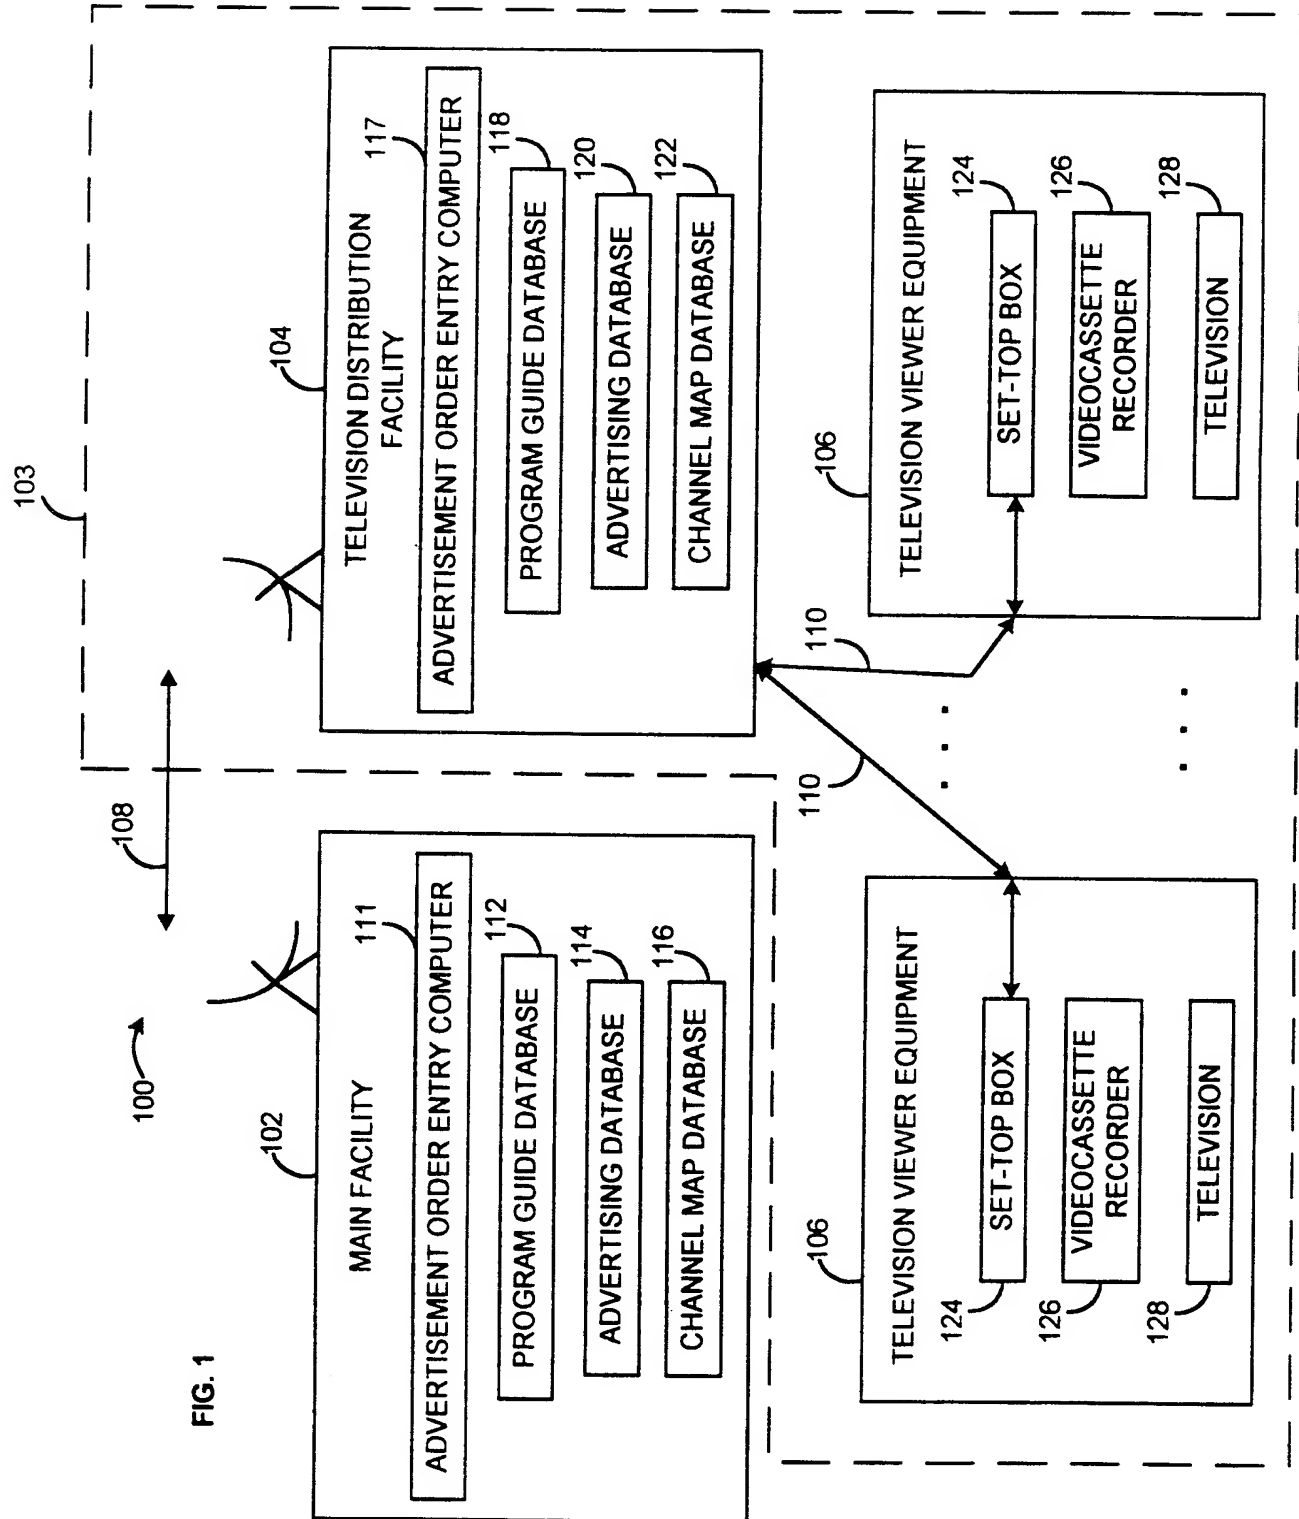 FIG. 1
100
108
103
102
MAIN FACILITY
111
ADVERTISEMENT ORDER ENTRY COMPUTER
112
PROGRAM GUIDE DATABASE
114
ADVERTISING DATABASE
116
CHANNEL MAP DATABASE
104
TELEVISION DISTRIBUTION
FACILITY
117
ADVERTISEMENT ORDER ENTRY COMPUTER
118
PROGRAM GUIDE DATABASE
120
ADVERTISING DATABASE
122
CHANNEL MAP DATABASE
110
110
106
TELEVISION VIEWER EQUIPMENT
124
SET-TOP BOX
126
VIDEOCASSETTE
RECORDER
128
TELEVISION
. . .
. . .
106
TELEVISION VIEWER EQUIPMENT
124
SET-TOP BOX
126
VIDEOCASSETTE
RECORDER
128
TELEVISION